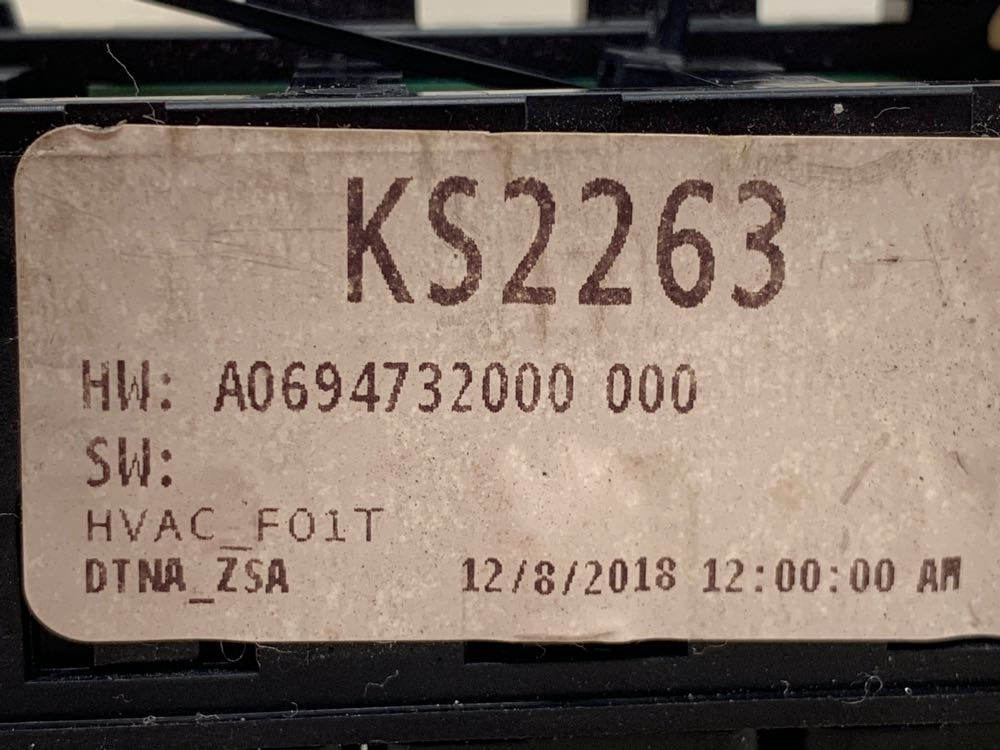 KS2263
HW: A0694732000 000
SW:
HVAC_F01T
DTNA_ZSA 12/8/2018 12:00:00 AM